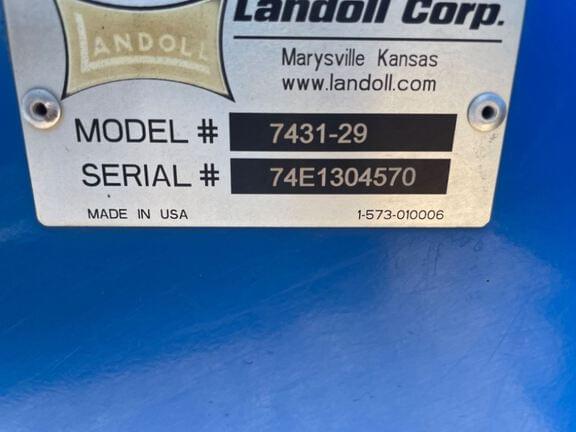 Landoll Corp.
LANDOLL
Marysville Kansas
www.landoll.com
MODEL # 7431-29
SERIAL # 74E1304570
MADE IN USA 1-573-010006